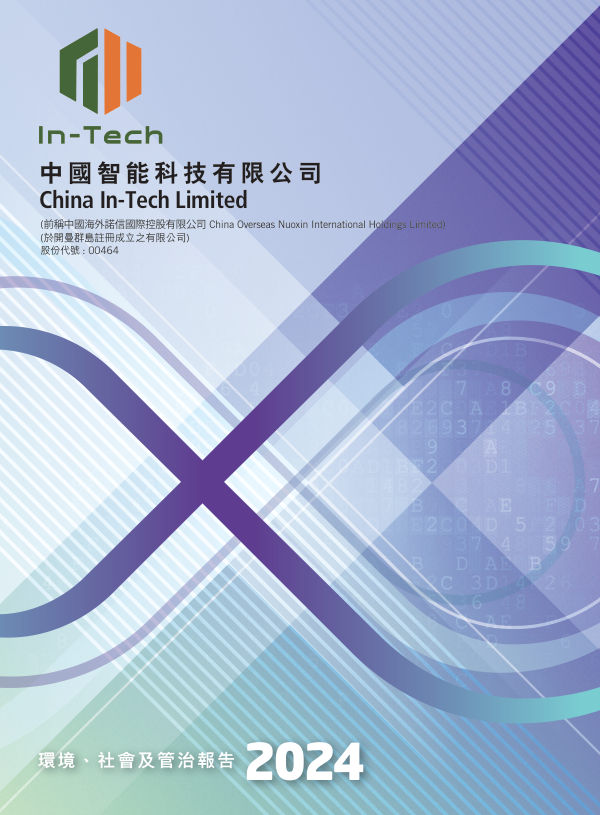 In-Tech
中國智能科技有限公司
China In-Tech Limited
(前稱中國海外諾信國際控股有限公司 China Overseas Nuoxin International Holdings Limited)
(於開曼群島註冊成立之有限公司)
股份代號 : 00464
環境、社會及管治報告 2024